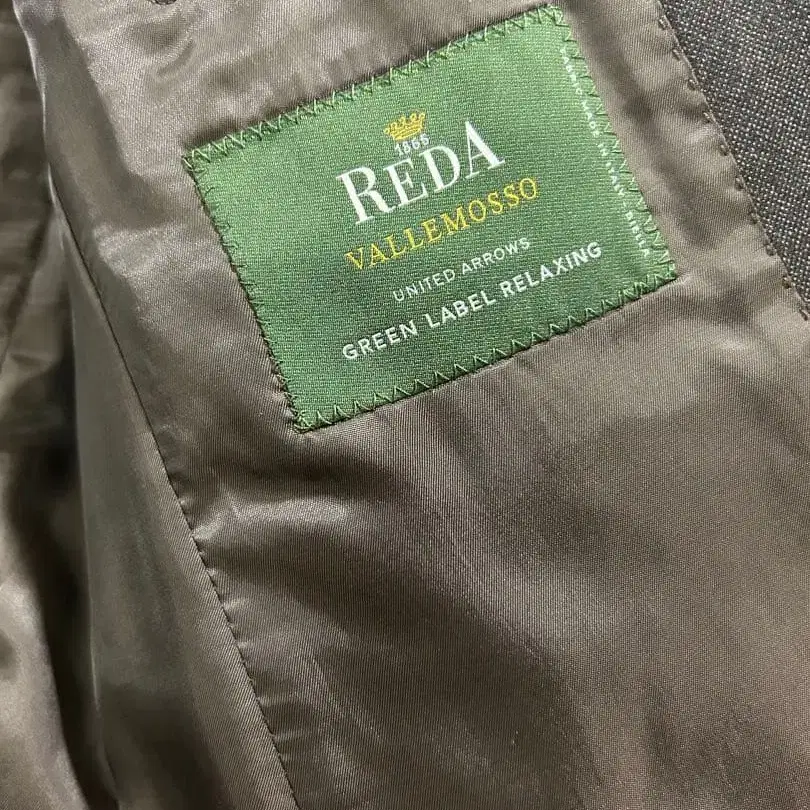 1865
REDA
VALLEMOSSO
UNITED ARROWS
GREEN LABEL RELAXING